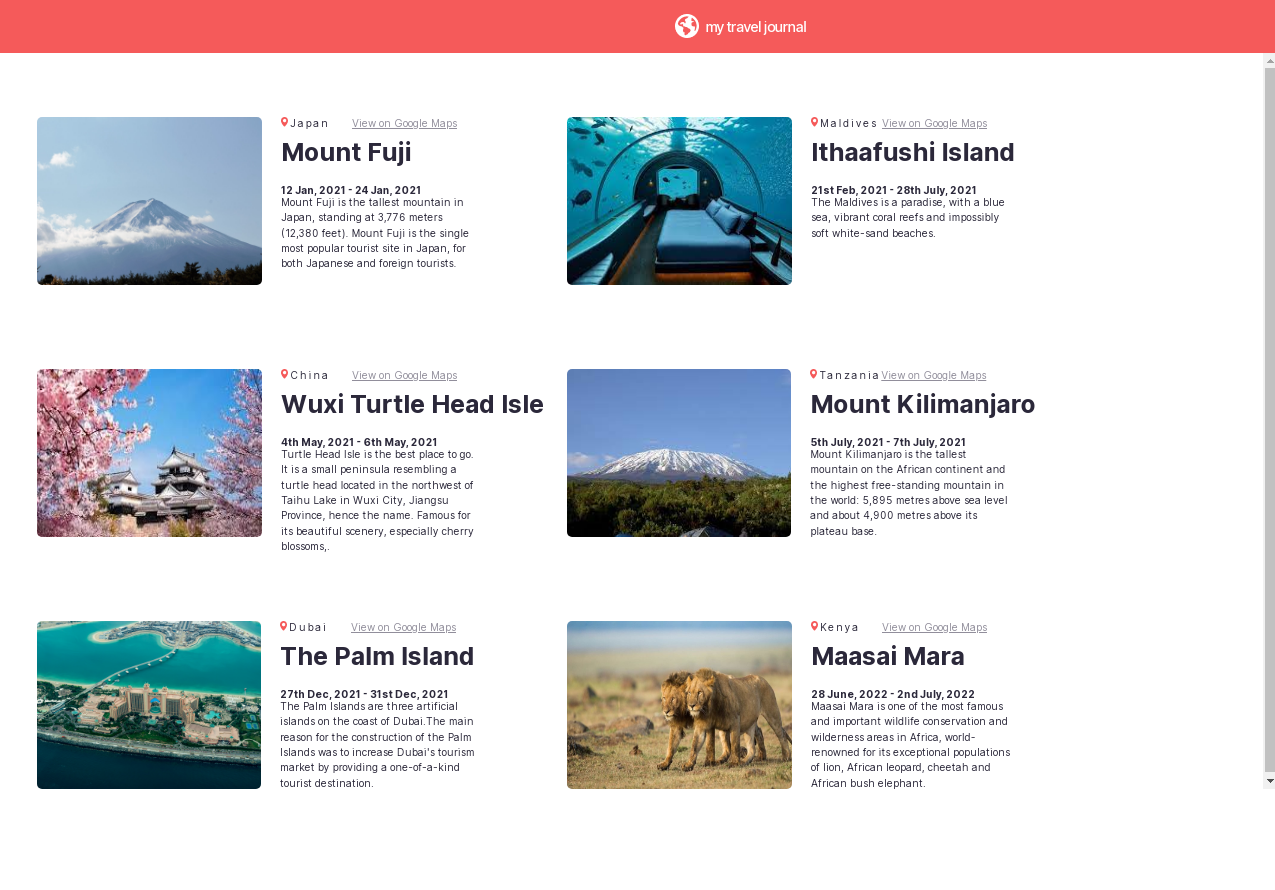 my travel journal
Japan View on Google Maps
Mount Fuji
12 Jan, 2021 - 24 Jan, 2021
Mount Fuji is the tallest mountain in
Japan, standing at 3,776 meters
(12,380 feet). Mount Fuji is the single
most popular tourist site in Japan, for
both Japanese and foreign tourists.
Maldives View on Google Maps
Ithaafushi Island
21st Feb, 2021 - 28th July, 2021
The Maldives is a paradise, with a blue
sea, vibrant coral reefs and impossibly
soft white-sand beaches.
China View on Google Maps
Wuxi Turtle Head Isle
4th May, 2021 - 6th May, 2021
Turtle Head Isle is the best place to go.
It is a small peninsula resembling a
turtle head located in the northwest of
Taihu Lake in Wuxi City, Jiangsu
Province, hence the name. Famous for
its beautiful scenery, especially cherry
blossoms,.
Tanzania View on Google Maps
Mount Kilimanjaro
5th July, 2021 - 7th July, 2021
Mount Kilimanjaro is the tallest
mountain on the African continent and
the highest free-standing mountain in
the world: 5,895 metres above sea level
and about 4,900 metres above its
plateau base.
Dubai View on Google Maps
The Palm Island
27th Dec, 2021 - 31st Dec, 2021
The Palm Islands are three artificial
islands on the coast of Dubai.The main
reason for the construction of the Palm
Islands was to increase Dubai's tourism
market by providing a one-of-a-kind
tourist destination.
Kenya View on Google Maps
Maasai Mara
28 June, 2022 - 2nd July, 2022
Maasai Mara is one of the most famous
and important wildlife conservation and
wilderness areas in Africa, world-
renowned for its exceptional populations
of lion, African leopard, cheetah and
African bush elephant.